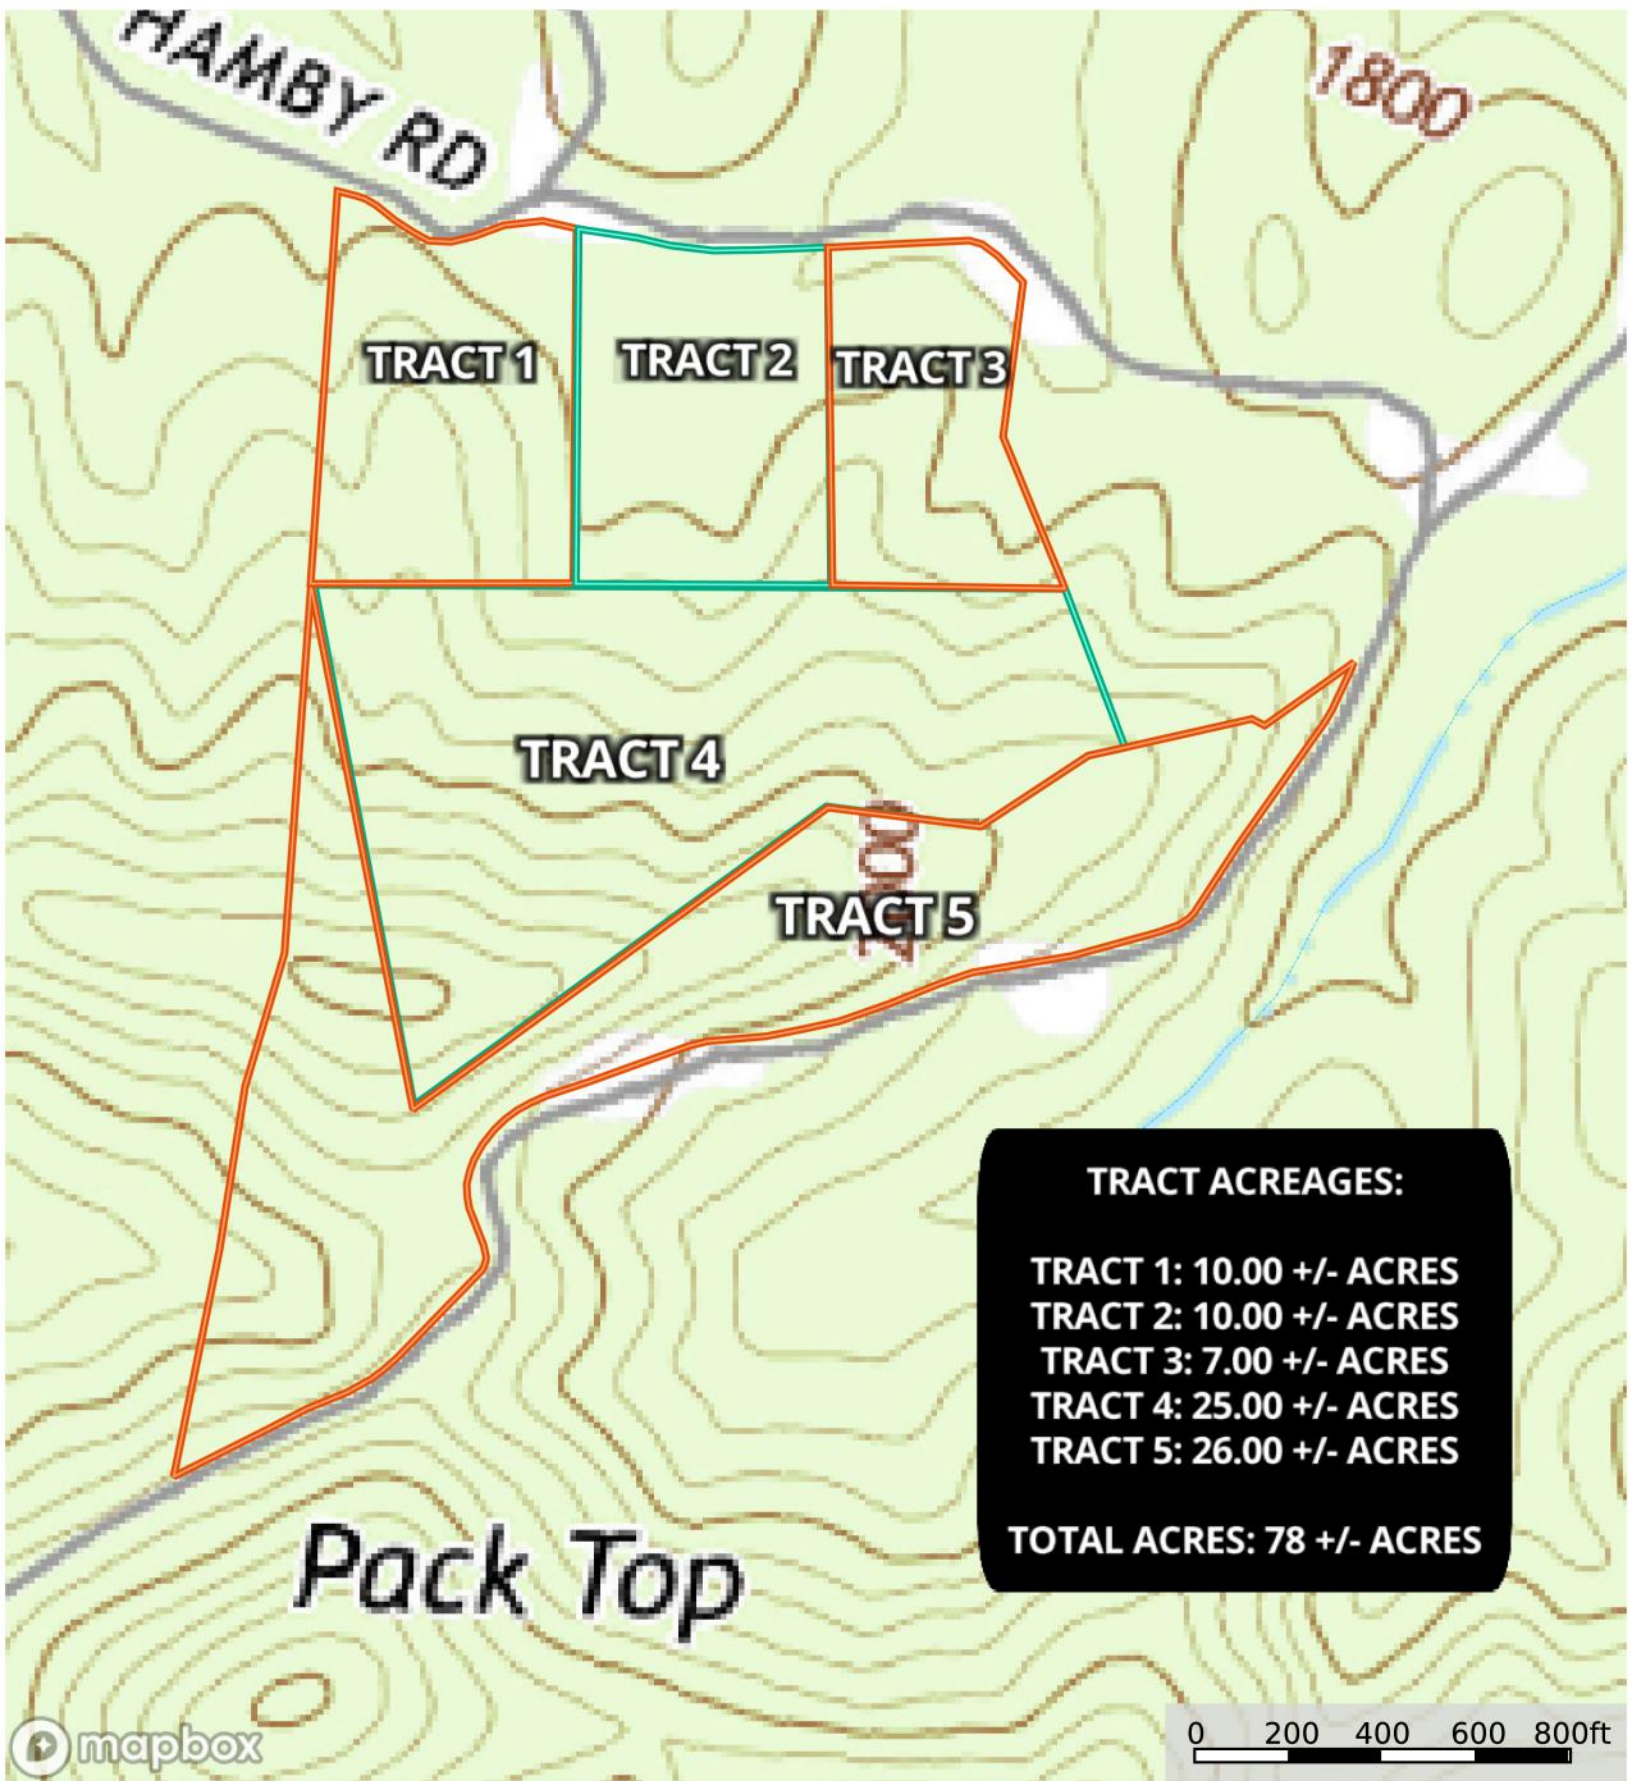 HAMBY RD
1800
TRACT 1
TRACT 2
TRACT 3
TRACT 4
2000
TRACT 5
TRACT ACREAGES:
TRACT 1: 10.00 +/- ACRES
TRACT 2: 10.00 +/- ACRES
TRACT 3: 7.00 +/- ACRES
TRACT 4: 25.00 +/- ACRES
TRACT 5: 26.00 +/- ACRES
TOTAL ACRES: 78 +/- ACRES
Pack Top
mapbox
0 200 400 600 800ft